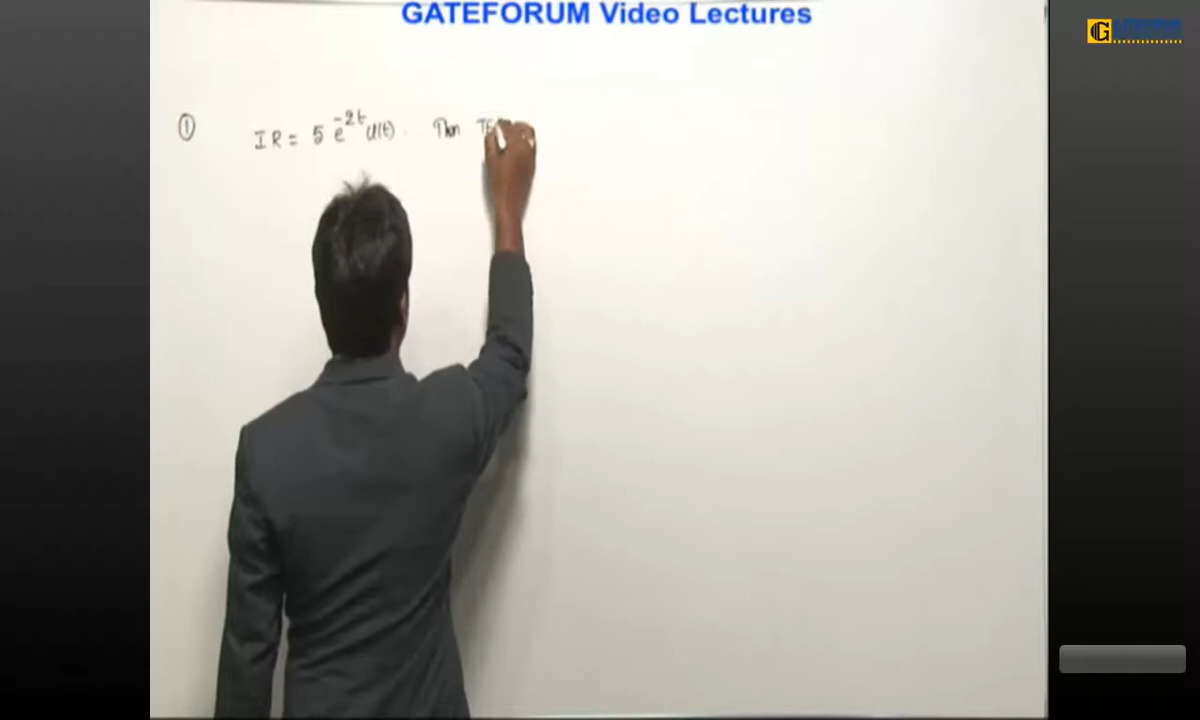 GATEFORUM Video Lectures
① IR = 5 e^{-2t} u(t). Then